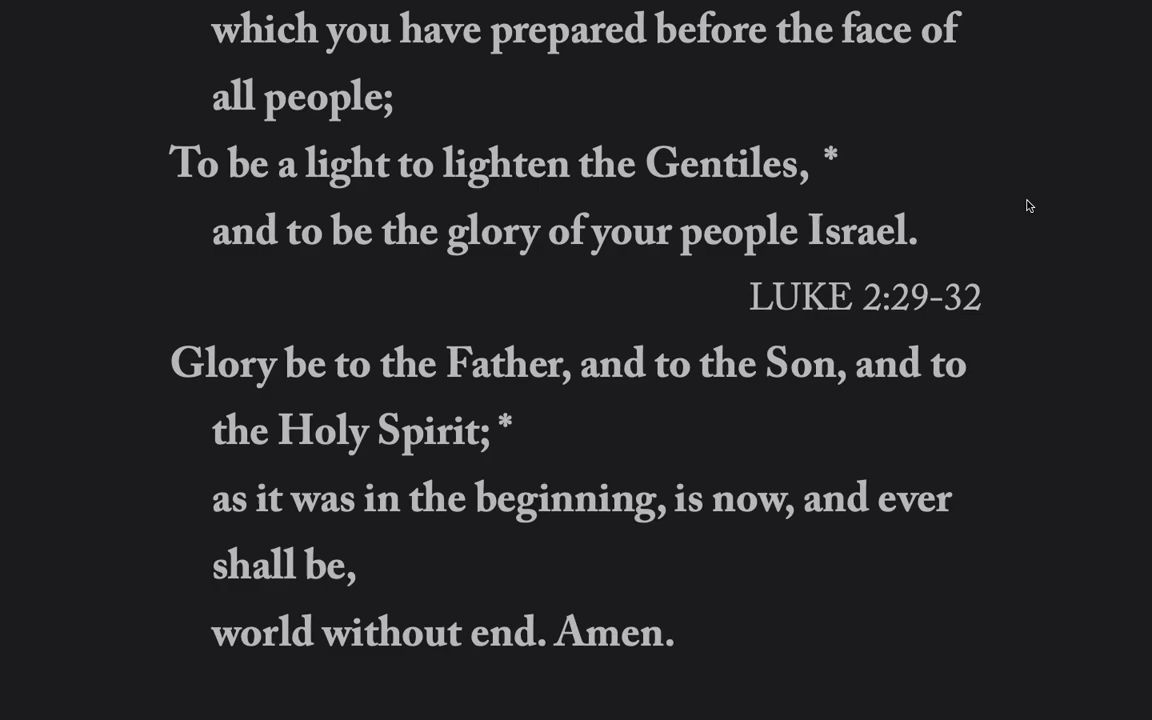 which you have prepared before the face of
all people;
To be a light to lighten the Gentiles, *
and to be the glory of your people Israel.
LUKE 2:29-32
Glory be to the Father, and to the Son, and to
the Holy Spirit; *
as it was in the beginning, is now, and ever
shall be,
world without end. Amen.